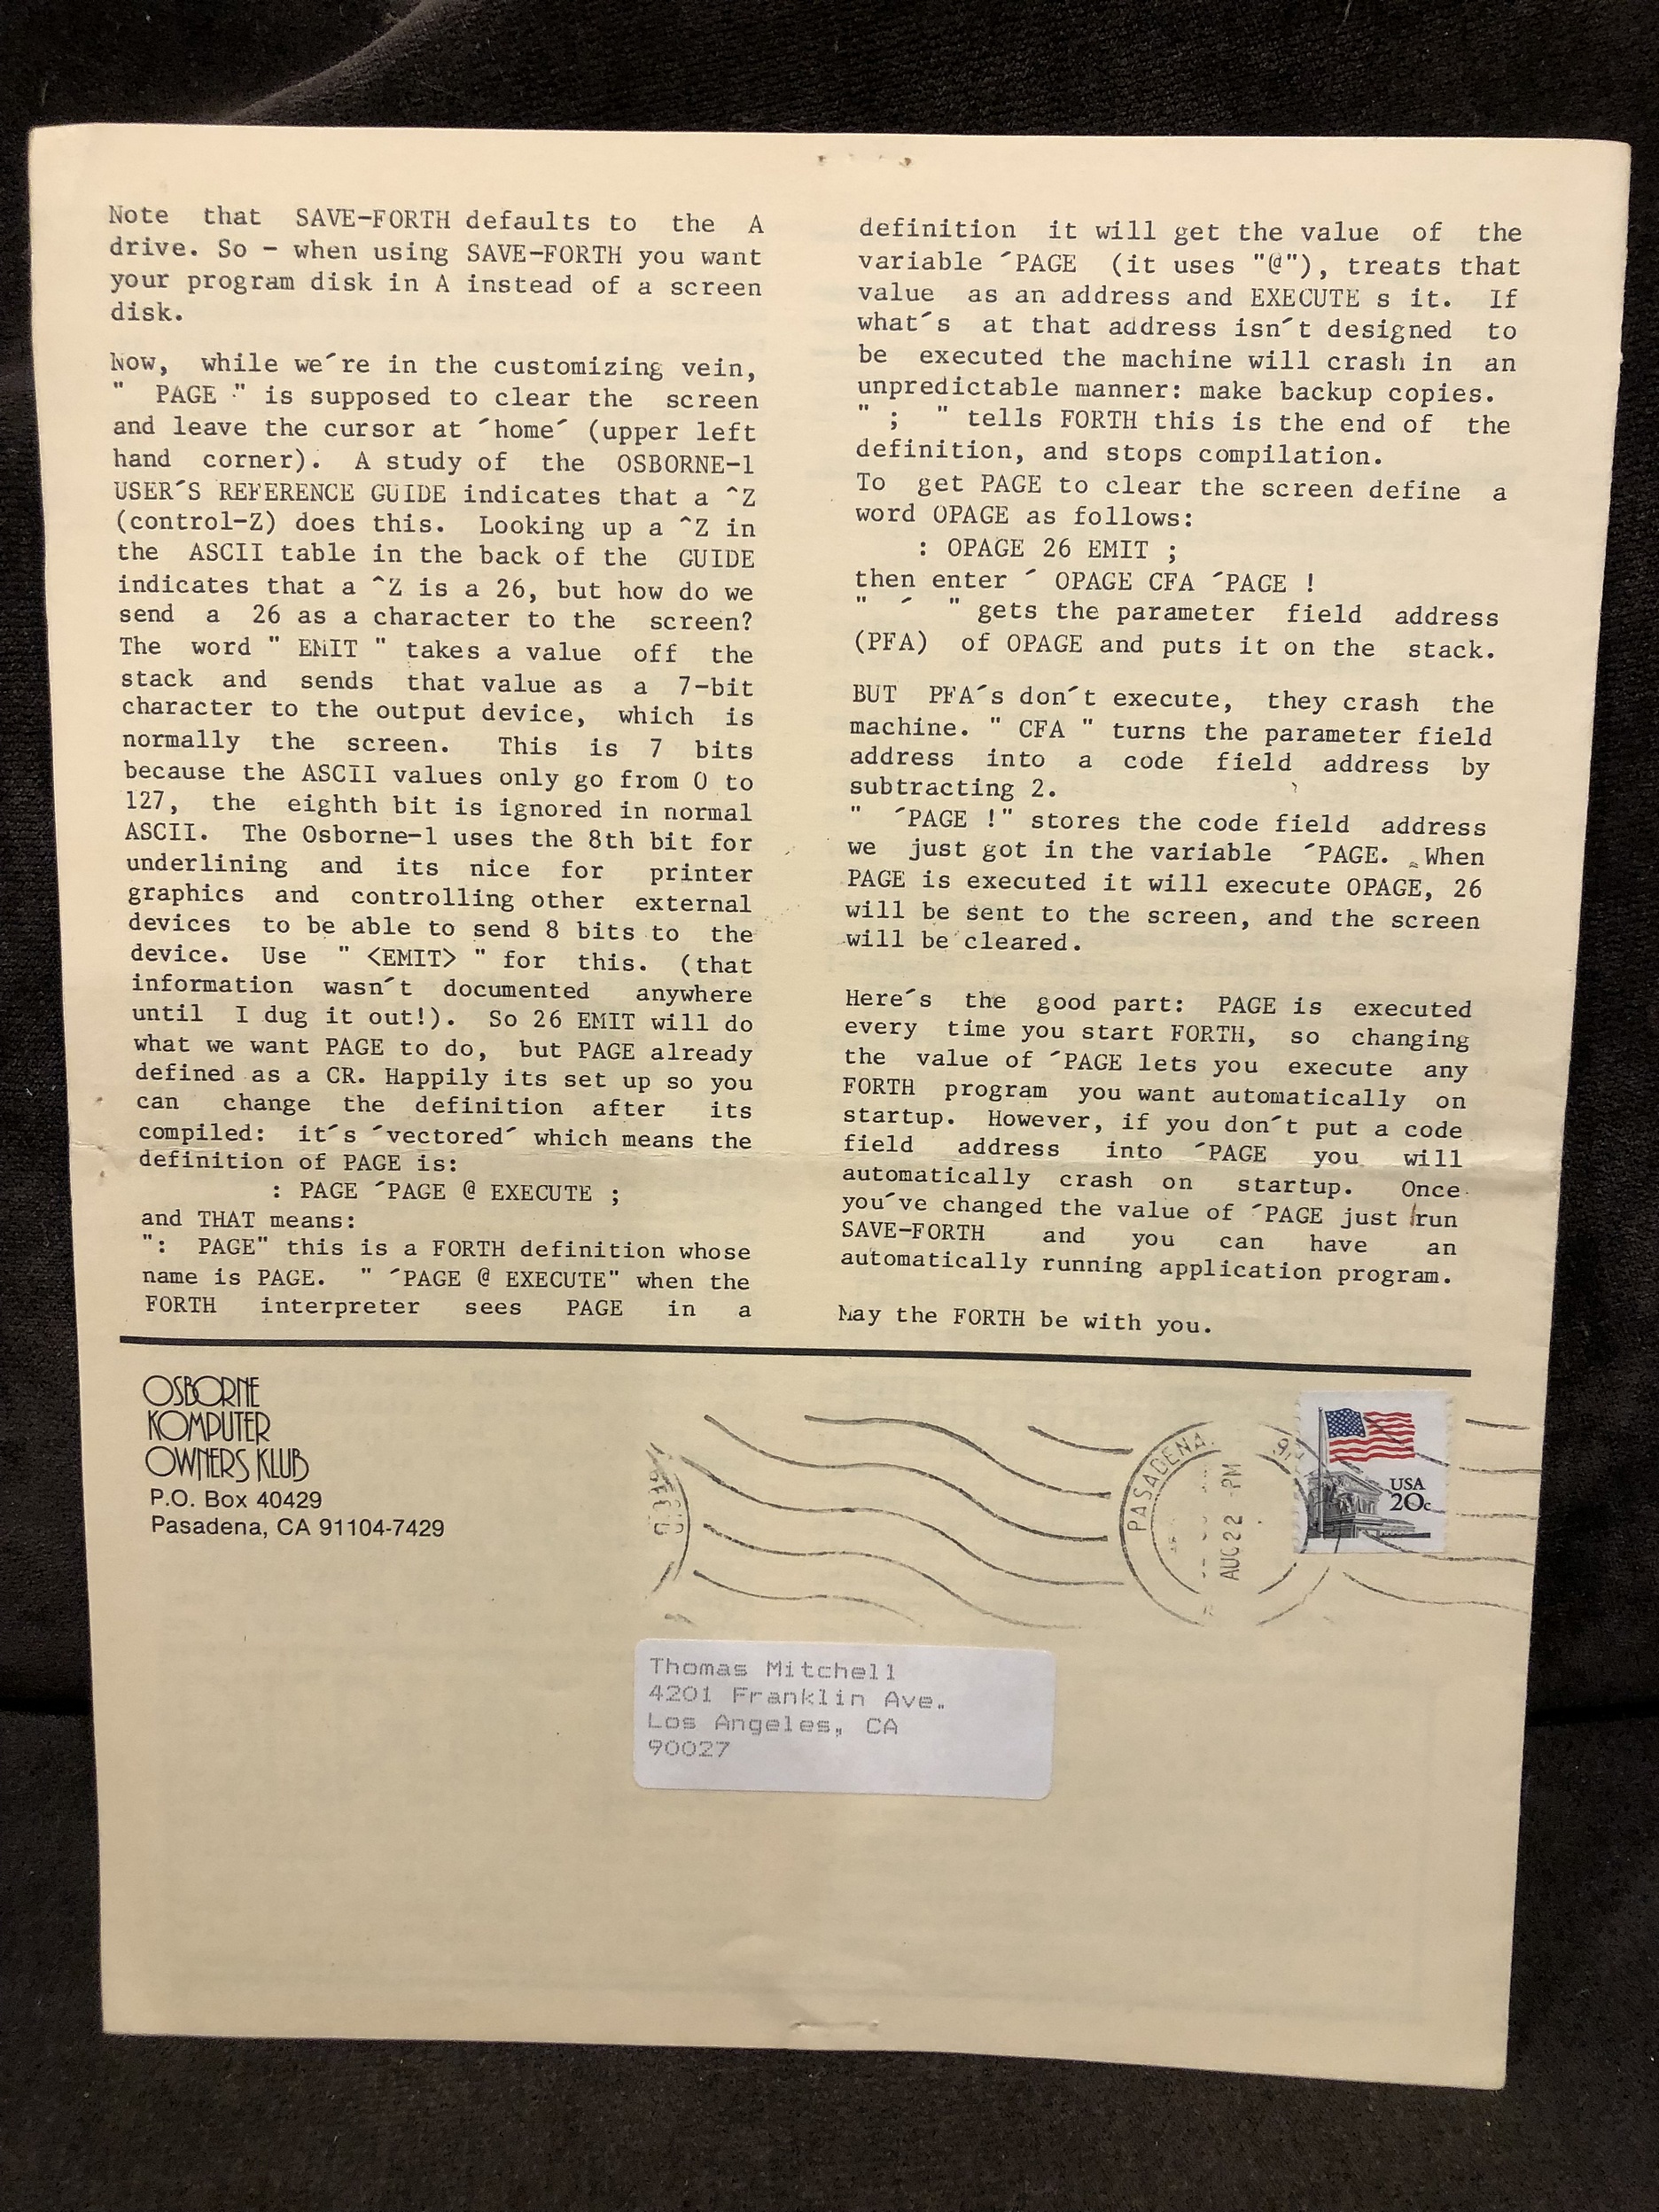 Note that SAVE-FORTH defaults to the A
drive. So - when using SAVE-FORTH you want
your program disk in A instead of a screen
disk.
Now, while we´re in the customizing vein,
" PAGE " is supposed to clear the screen
and leave the cursor at ´home´ (upper left
hand corner). A study of the OSBORNE-1
USER´S REFERENCE GUIDE indicates that a ^Z
(control-Z) does this. Looking up a ^Z in
the ASCII table in the back of the GUIDE
indicates that a ^Z is a 26, but how do we
send a 26 as a character to the screen?
The word " EMIT " takes a value off the
stack and sends that value as a 7-bit
character to the output device, which is
normally the screen. This is 7 bits
because the ASCII values only go from 0 to
127, the eighth bit is ignored in normal
ASCII. The Osborne-1 uses the 8th bit for
underlining and its nice for printer
graphics and controlling other external
devices to be able to send 8 bits to the
device. Use " <EMIT> " for this. (that
information wasn´t documented anywhere
until I dug it out!). So 26 EMIT will do
what we want PAGE to do, but PAGE already
defined as a CR. Happily its set up so you
can change the definition after its
compiled: it´s ´vectored´ which means the
definition of PAGE is:
: PAGE ´PAGE @ EXECUTE ;
and THAT means:
": PAGE" this is a FORTH definition whose
name is PAGE. " ´PAGE @ EXECUTE" when the
FORTH interpreter sees PAGE in a
definition it will get the value of the
variable ´PAGE (it uses "@"), treats that
value as an address and EXECUTE s it. If
what´s at that address isn´t designed to
be executed the machine will crash in an
unpredictable manner: make backup copies.
" ; " tells FORTH this is the end of the
definition, and stops compilation.
To get PAGE to clear the screen define a
word OPAGE as follows:
: OPAGE 26 EMIT ;
then enter ´ OPAGE CFA ´PAGE !
" ´ " gets the parameter field address
(PFA) of OPAGE and puts it on the stack.
BUT PFA´s don´t execute, they crash the
machine. " CFA " turns the parameter field
address into a code field address by
subtracting 2.
" ´PAGE !" stores the code field address
we just got in the variable ´PAGE. When
PAGE is executed it will execute OPAGE, 26
will be sent to the screen, and the screen
will be cleared.
Here´s the good part: PAGE is executed
every time you start FORTH, so changing
the value of ´PAGE lets you execute any
FORTH program you want automatically on
startup. However, if you don´t put a code
field address into ´PAGE you will
automatically crash on startup. Once
you´ve changed the value of ´PAGE just run
SAVE-FORTH and you can have an
automatically running application program.
May the FORTH be with you.
OSBORNE
KOMPUTER
OWNERS KLUB
P.O. Box 40429
Pasadena, CA 91104-7429
PASADENA
PM
AUG 22
USA
20c
Thomas Mitchell
4201 Franklin Ave.
Los Angeles, CA
90027